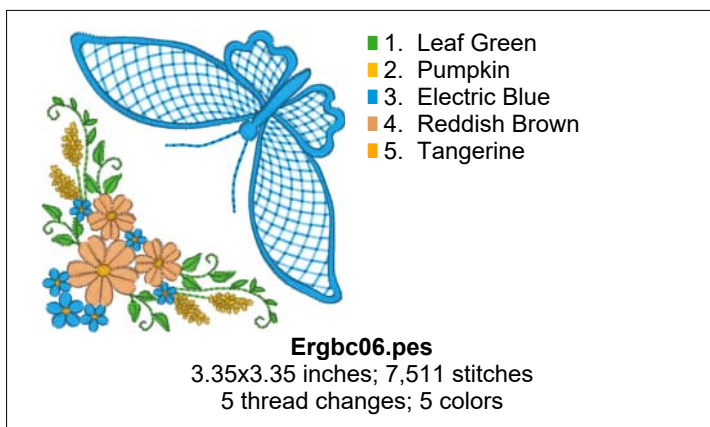 1. Leaf Green
2. Pumpkin
3. Electric Blue
4. Reddish Brown
5. Tangerine
Ergbc06.pes
3.35x3.35 inches; 7,511 stitches
5 thread changes; 5 colors